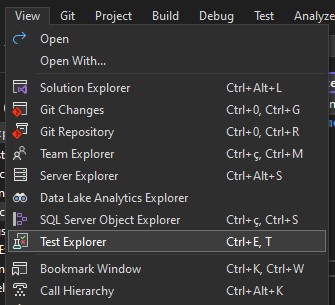 View Git Project Build Debug Test Analyze
Open
Open With...
Solution Explorer Ctrl+Alt+L
Git Changes Ctrl+0, Ctrl+G
Git Repository Ctrl+0, Ctrl+R
Team Explorer Ctrl+ç, Ctrl+M
Server Explorer Ctrl+Alt+S
Data Lake Analytics Explorer
SQL Server Object Explorer Ctrl+ç, Ctrl+S
Test Explorer Ctrl+E, T
Bookmark Window Ctrl+K, Ctrl+W
Call Hierarchy Ctrl+Alt+K